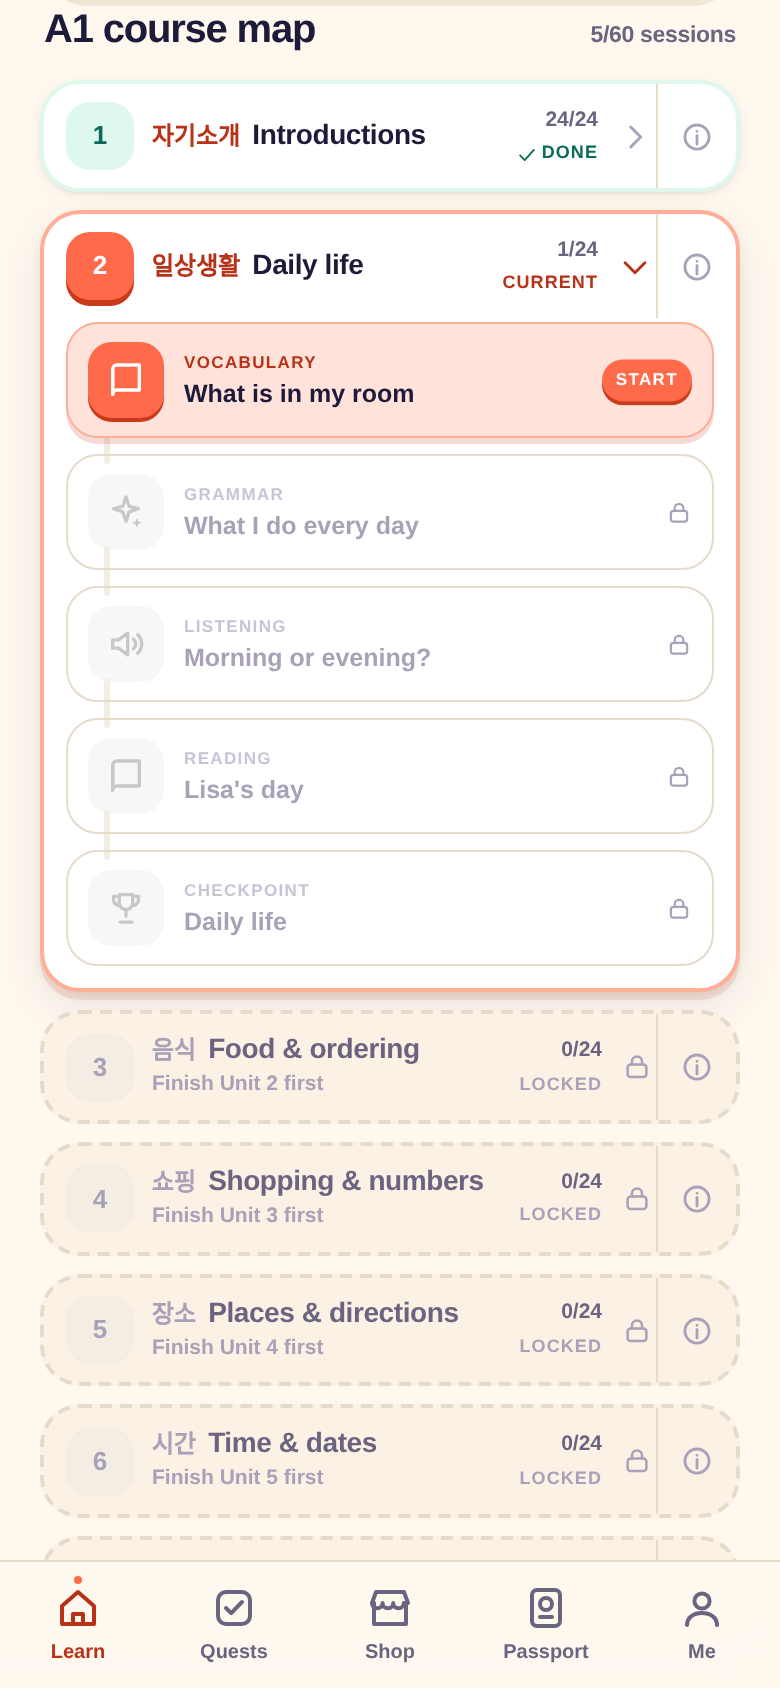 A1 course map
5/60 sessions
1
자기소개 Introductions
24/24
DONE
2
일상생활 Daily life
1/24
CURRENT
VOCABULARY
What is in my room
START
GRAMMAR
What I do every day
LISTENING
Morning or evening?
READING
Lisa's day
CHECKPOINT
Daily life
3
음식 Food & ordering
Finish Unit 2 first
0/24
LOCKED
4
쇼핑 Shopping & numbers
Finish Unit 3 first
0/24
LOCKED
5
장소 Places & directions
Finish Unit 4 first
0/24
LOCKED
6
시간 Time & dates
Finish Unit 5 first
0/24
LOCKED
Learn
Quests
Shop
Passport
Me